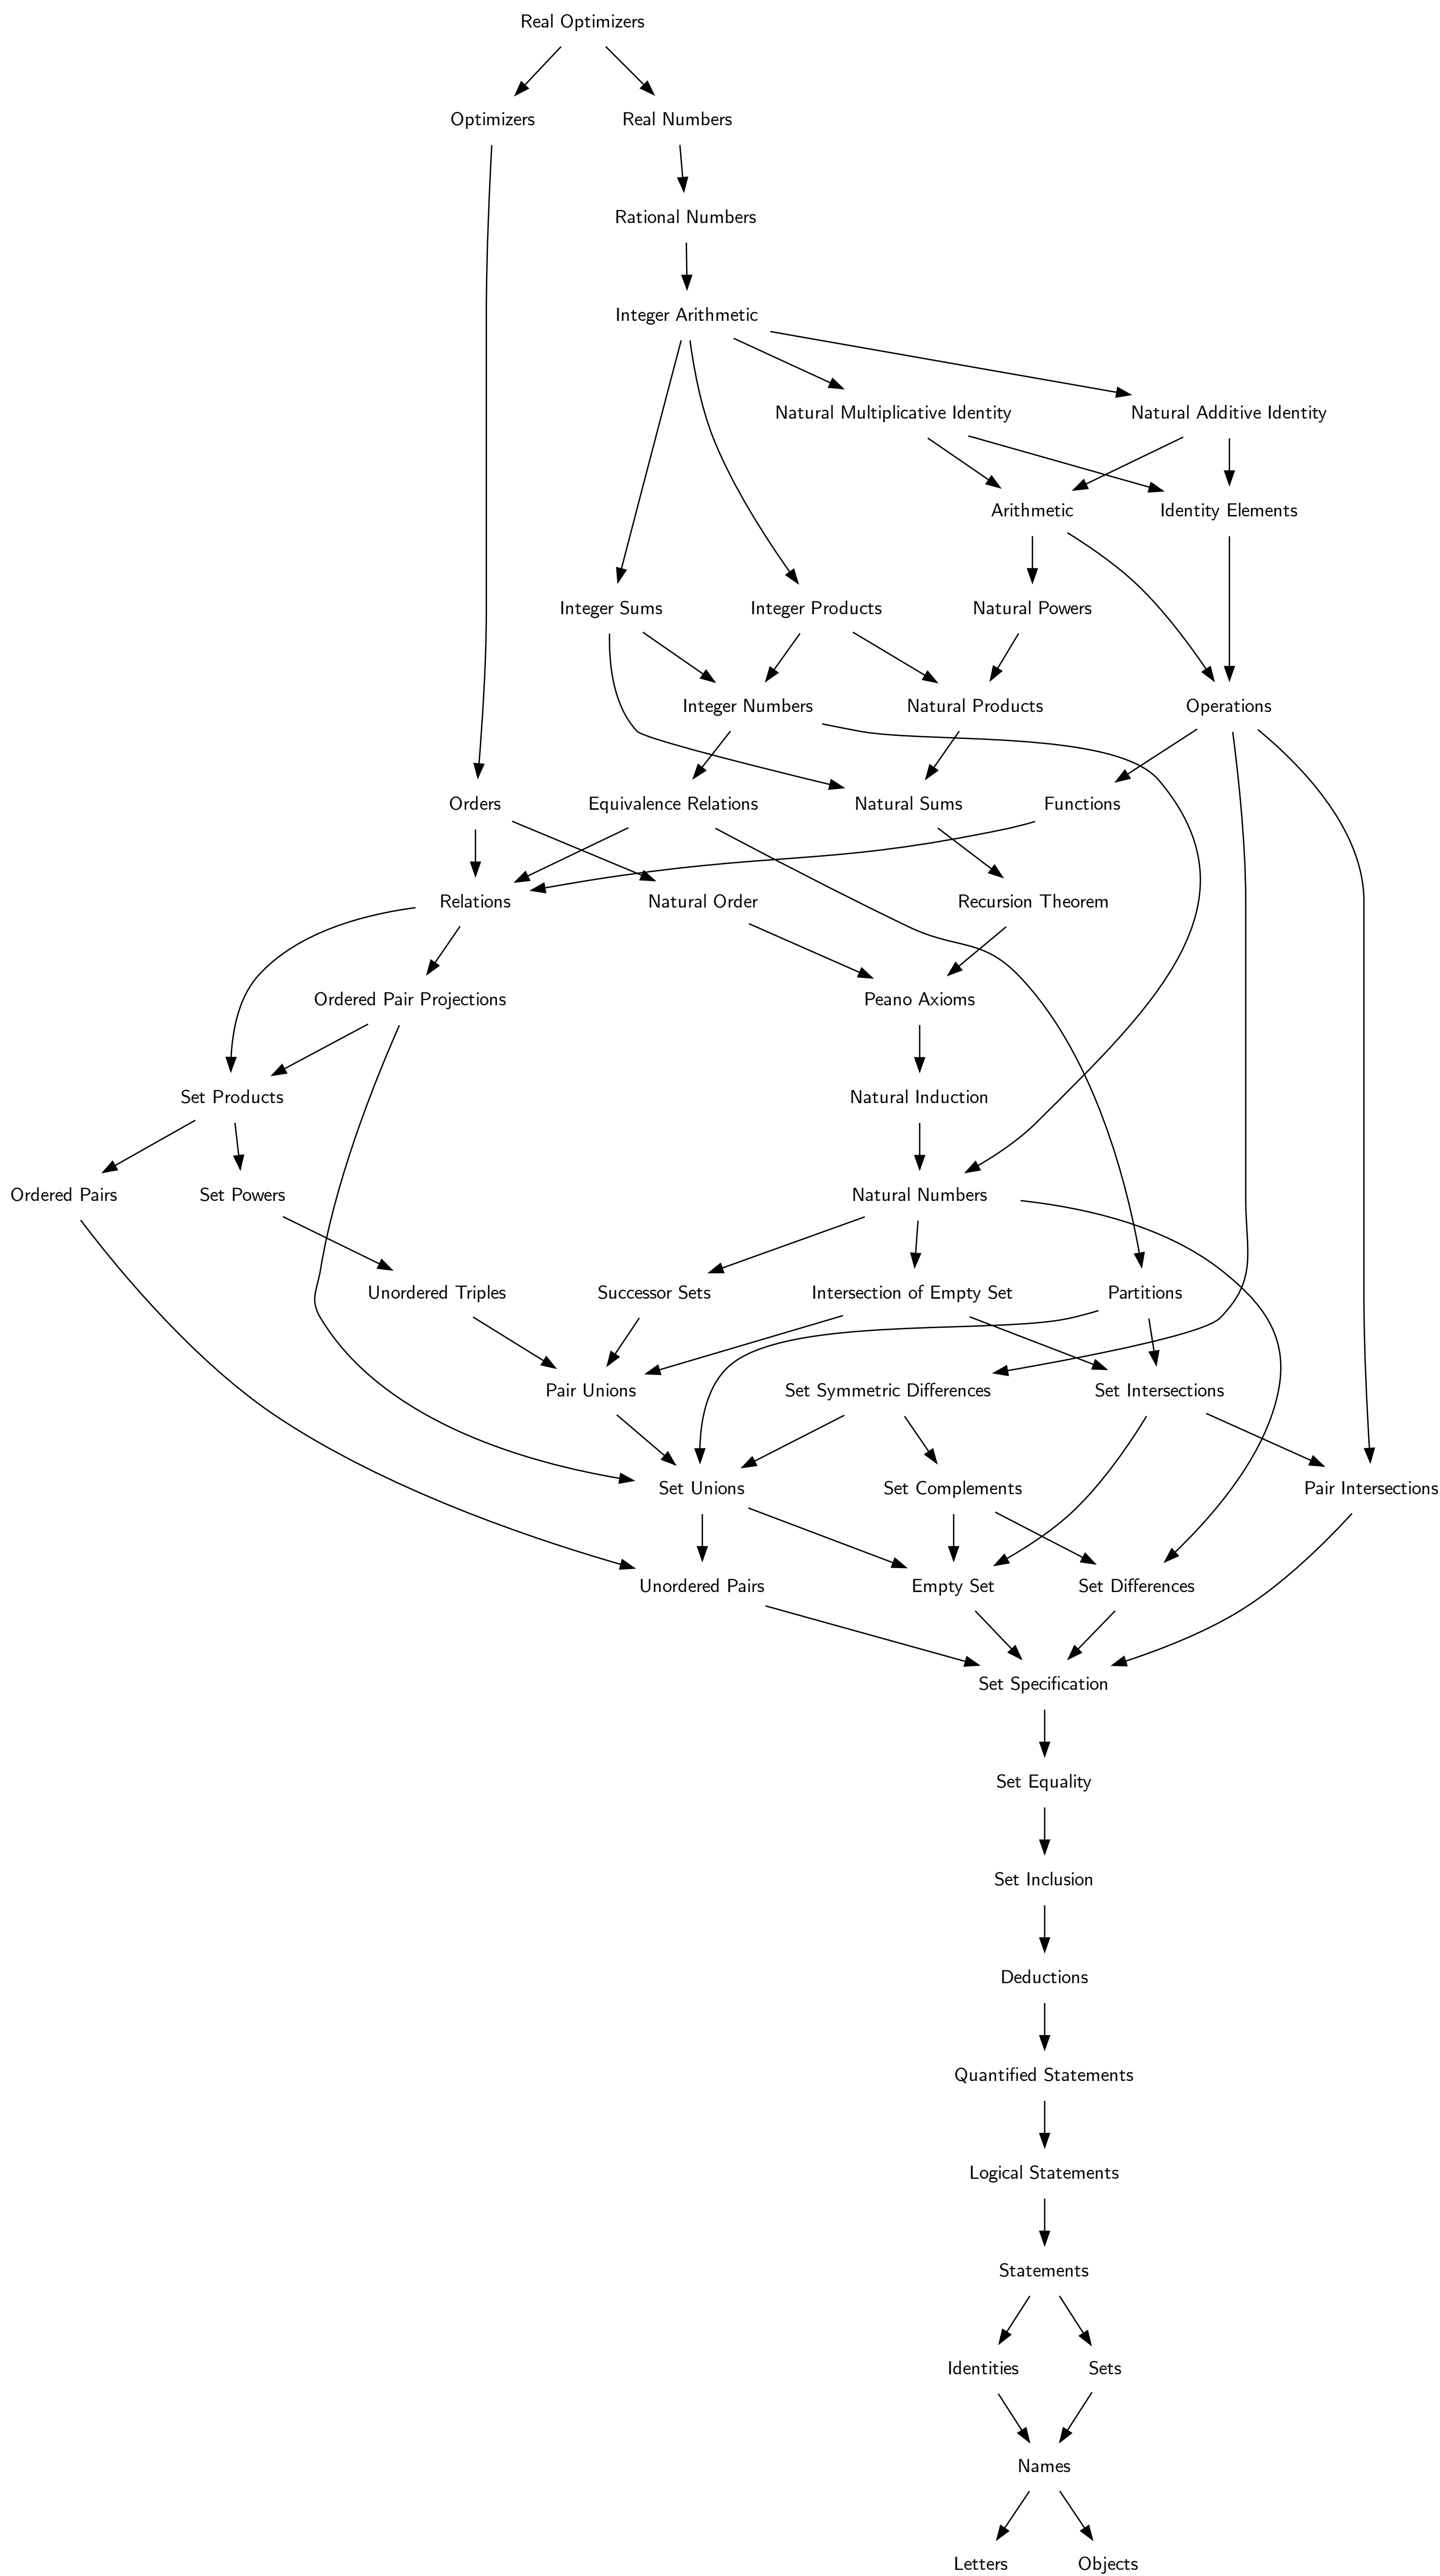 Real Optimizers
Optimizers
Real Numbers
Rational Numbers
Integer Arithmetic
Natural Multiplicative Identity
Natural Additive Identity
Arithmetic
Identity Elements
Integer Sums
Integer Products
Natural Powers
Integer Numbers
Natural Products
Operations
Orders
Equivalence Relations
Natural Sums
Functions
Relations
Natural Order
Recursion Theorem
Ordered Pair Projections
Peano Axioms
Set Products
Natural Induction
Ordered Pairs
Set Powers
Natural Numbers
Unordered Triples
Successor Sets
Intersection of Empty Set
Partitions
Pair Unions
Set Symmetric Differences
Set Intersections
Set Unions
Set Complements
Pair Intersections
Unordered Pairs
Empty Set
Set Differences
Set Specification
Set Equality
Set Inclusion
Deductions
Quantified Statements
Logical Statements
Statements
Identities
Sets
Names
Letters
Objects